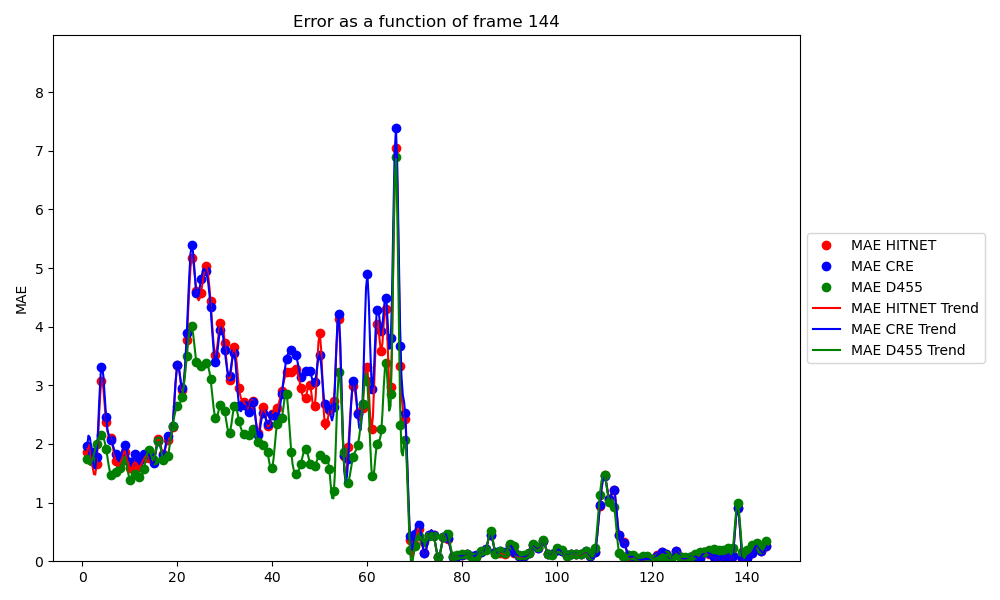 Error as a function of frame 144
MAE
8
7
6
5
4
3
2
1
0
0 20 40 60 80 100 120 140
MAE HITNET
MAE CRE
MAE D455
MAE HITNET Trend
MAE CRE Trend
MAE D455 Trend